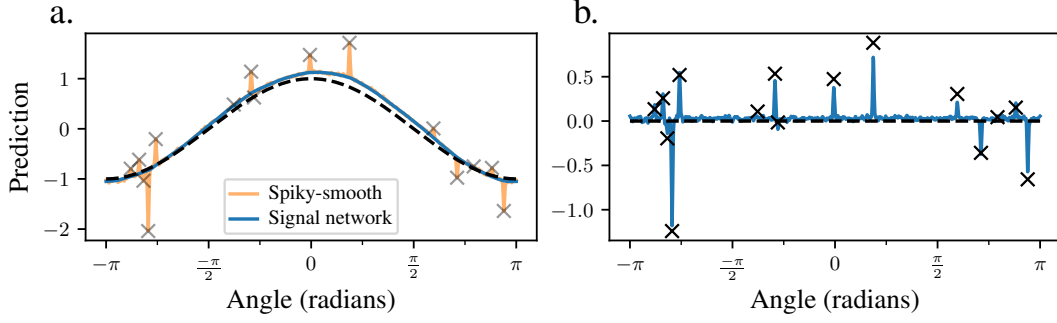 a.
Prediction
1
0
−1
−2
Spiky-smooth
Signal network
−π
−π/2
0
π/2
π
Angle (radians)
b.
0.5
0.0
−0.5
−1.0
−π
−π/2
0
π/2
π
Angle (radians)